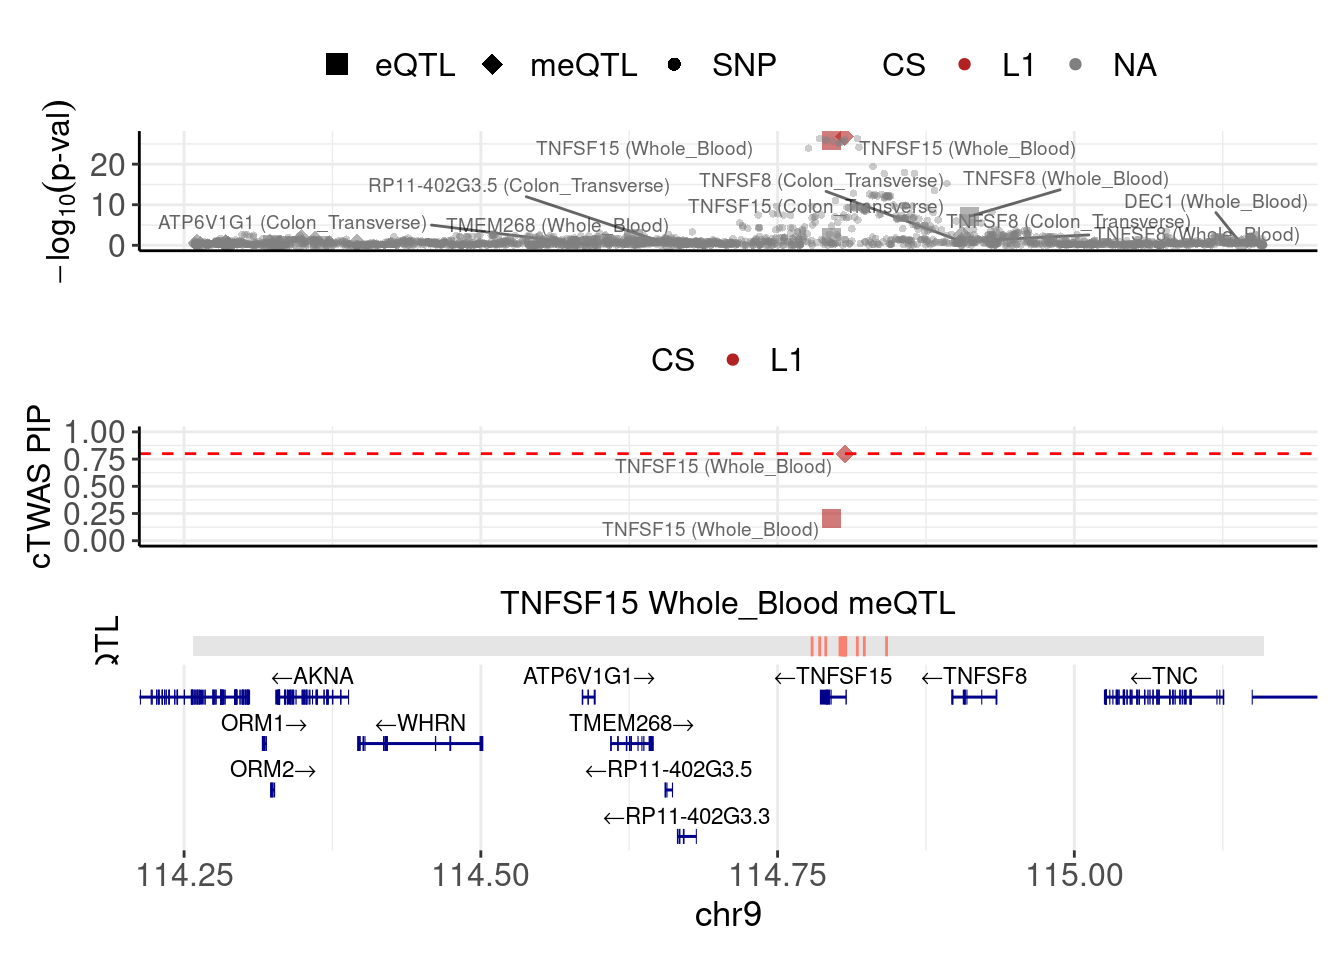 eQTL meQTL SNP CS L1 NA
−log10(p-val)
20
10
0
TNFSF15 (Whole_Blood) TNFSF15 (Whole_Blood)
RP11-402G3.5 (Colon_Transverse) TNFSF8 (Colon_Transverse) TNFSF8 (Whole_Blood)
TNFSF15 (Colon_Transverse) DEC1 (Whole_Blood)
ATP6V1G1 (Colon_Transverse) TMEM268 (Whole_Blood) TNFSF8 (Colon_Transverse)
TNFSF8 (Whole_Blood)
CS L1
cTWAS PIP
1.00
0.75
0.50
0.25
0.00
TNFSF15 (Whole_Blood)
TNFSF15 (Whole_Blood)
TNFSF15 Whole_Blood meQTL
QTL
←AKNA ATP6V1G1→ ←TNFSF15 ←TNFSF8 ←TNC
ORM1→ ←WHRN TMEM268→
ORM2→ ←RP11-402G3.5
←RP11-402G3.3
114.25 114.50 114.75 115.00
chr9